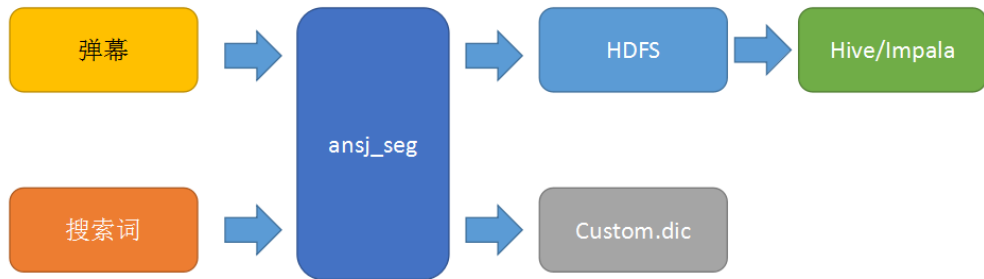 弹幕
HDFS
Hive/Impala
ansj_seg
搜索词
Custom.dic